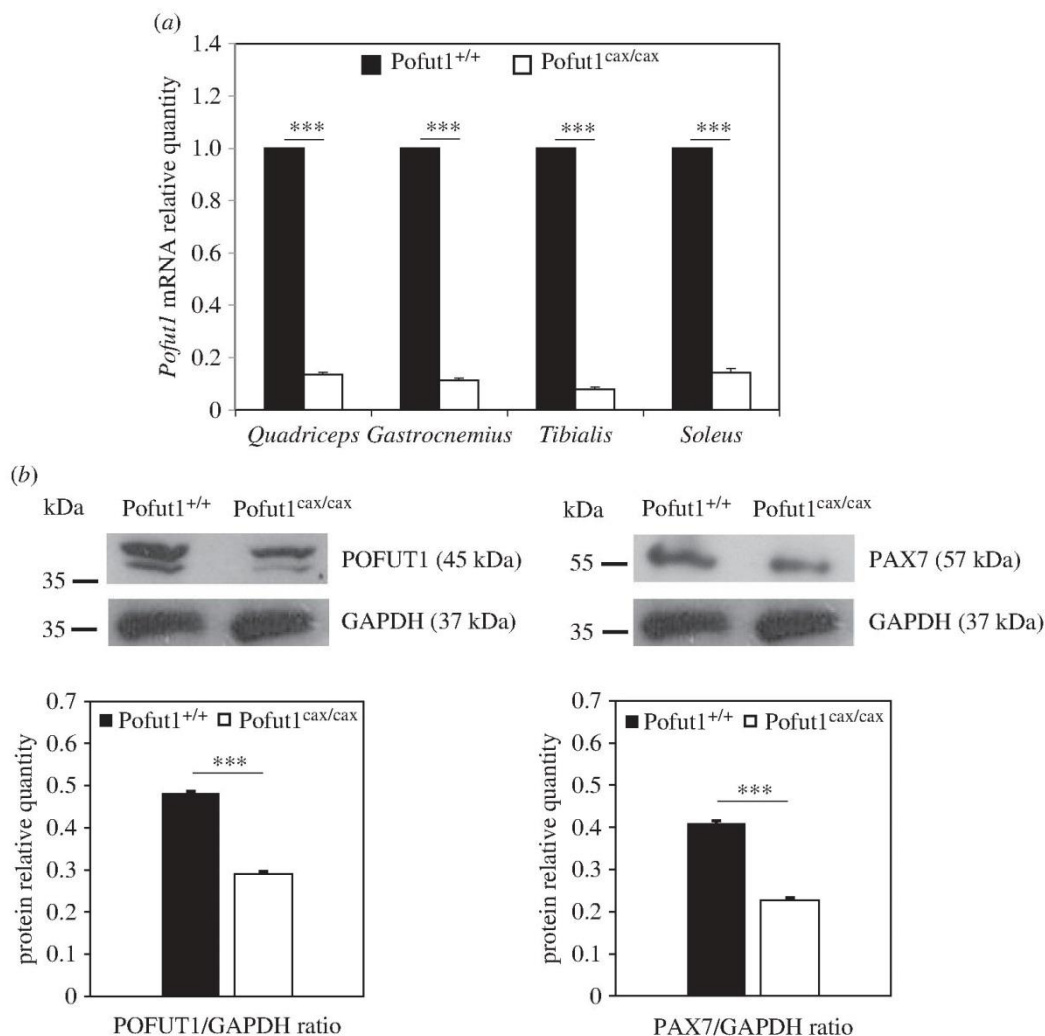 (a)
1.4
1.2
1.0
0.8
0.6
0.4
0.2
0
Pofut1 mRNA relative quantity
Pofut1+/+ Pofut1cax/cax
*** *** *** ***
Quadriceps Gastrocnemius Tibialis Soleus
(b)
kDa Pofut1+/+ Pofut1cax/cax
POFUT1 (45 kDa)
35
GAPDH (37 kDa)
35
kDa Pofut1+/+ Pofut1cax/cax
55 PAX7 (57 kDa)
GAPDH (37 kDa)
35
0.7
0.6
0.5
0.4
0.3
0.2
0.1
0
protein relative quantity
Pofut1+/+ Pofut1cax/cax
***
POFUT1/GAPDH ratio
0.7
0.6
0.5
0.4
0.3
0.2
0.1
0
protein relative quantity
Pofut1+/+ Pofut1cax/cax
***
PAX7/GAPDH ratio